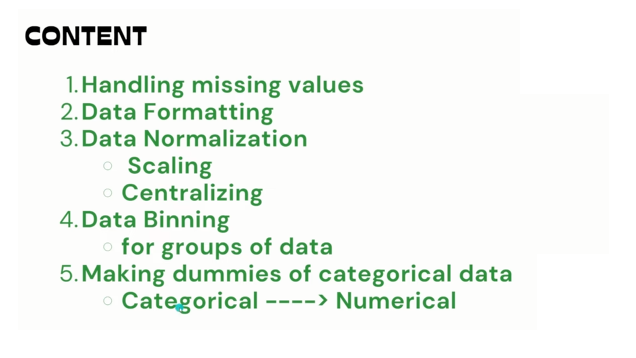 CONTENT
1. Handling missing values
2. Data Formatting
3. Data Normalization
○ Scaling
○ Centralizing
4. Data Binning
○ for groups of data
5. Making dummies of categorical data
○ Categorical ----> Numerical